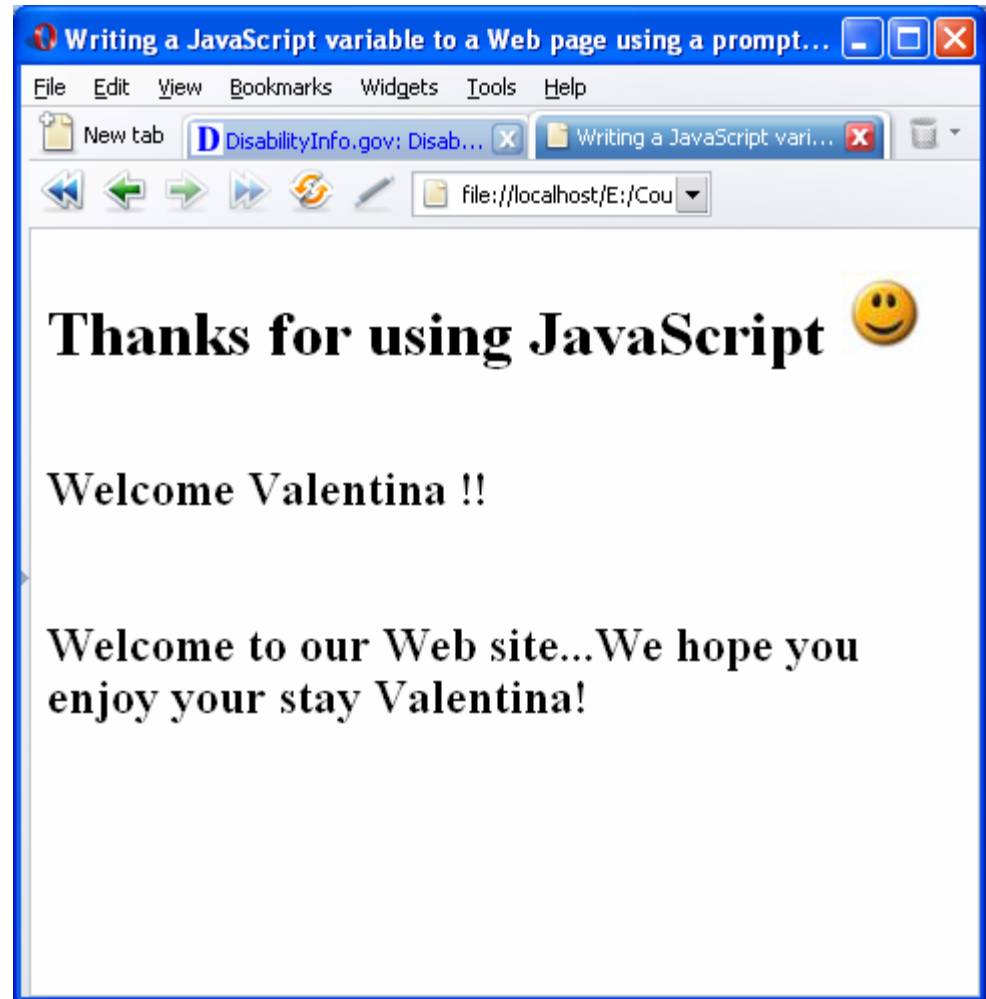 Writing a JavaScript variable to a Web page using a prompt...
File Edit View Bookmarks Widgets Tools Help
New tab D DisabilityInfo.gov: Disab... Writing a JavaScript vari...
file://localhost/E:/Cou
Thanks for using JavaScript
Welcome Valentina !!
Welcome to our Web site...We hope you
enjoy your stay Valentina!